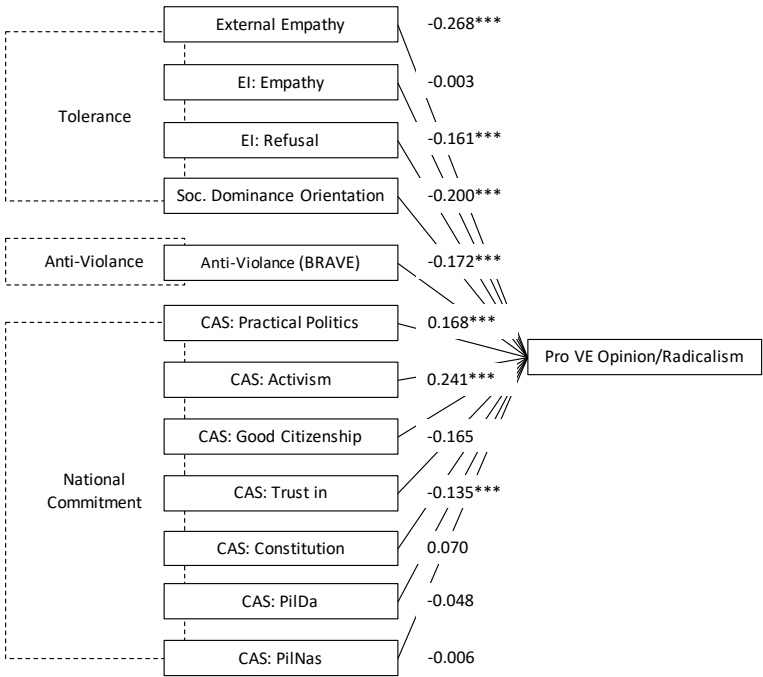 External Empathy -0.268***
EI: Empathy -0.003
Tolerance
EI: Refusal -0.161***
Soc. Dominance Orientation -0.200***
Anti-Violance Anti-Violance (BRAVE) -0.172***
CAS: Practical Politics 0.168***
Pro VE Opinion/Radicalism
CAS: Activism 0.241***
CAS: Good Citizenship -0.165
National
Commitment
CAS: Trust in -0.135***
CAS: Constitution 0.070
CAS: PilDa -0.048
CAS: PilNas -0.006